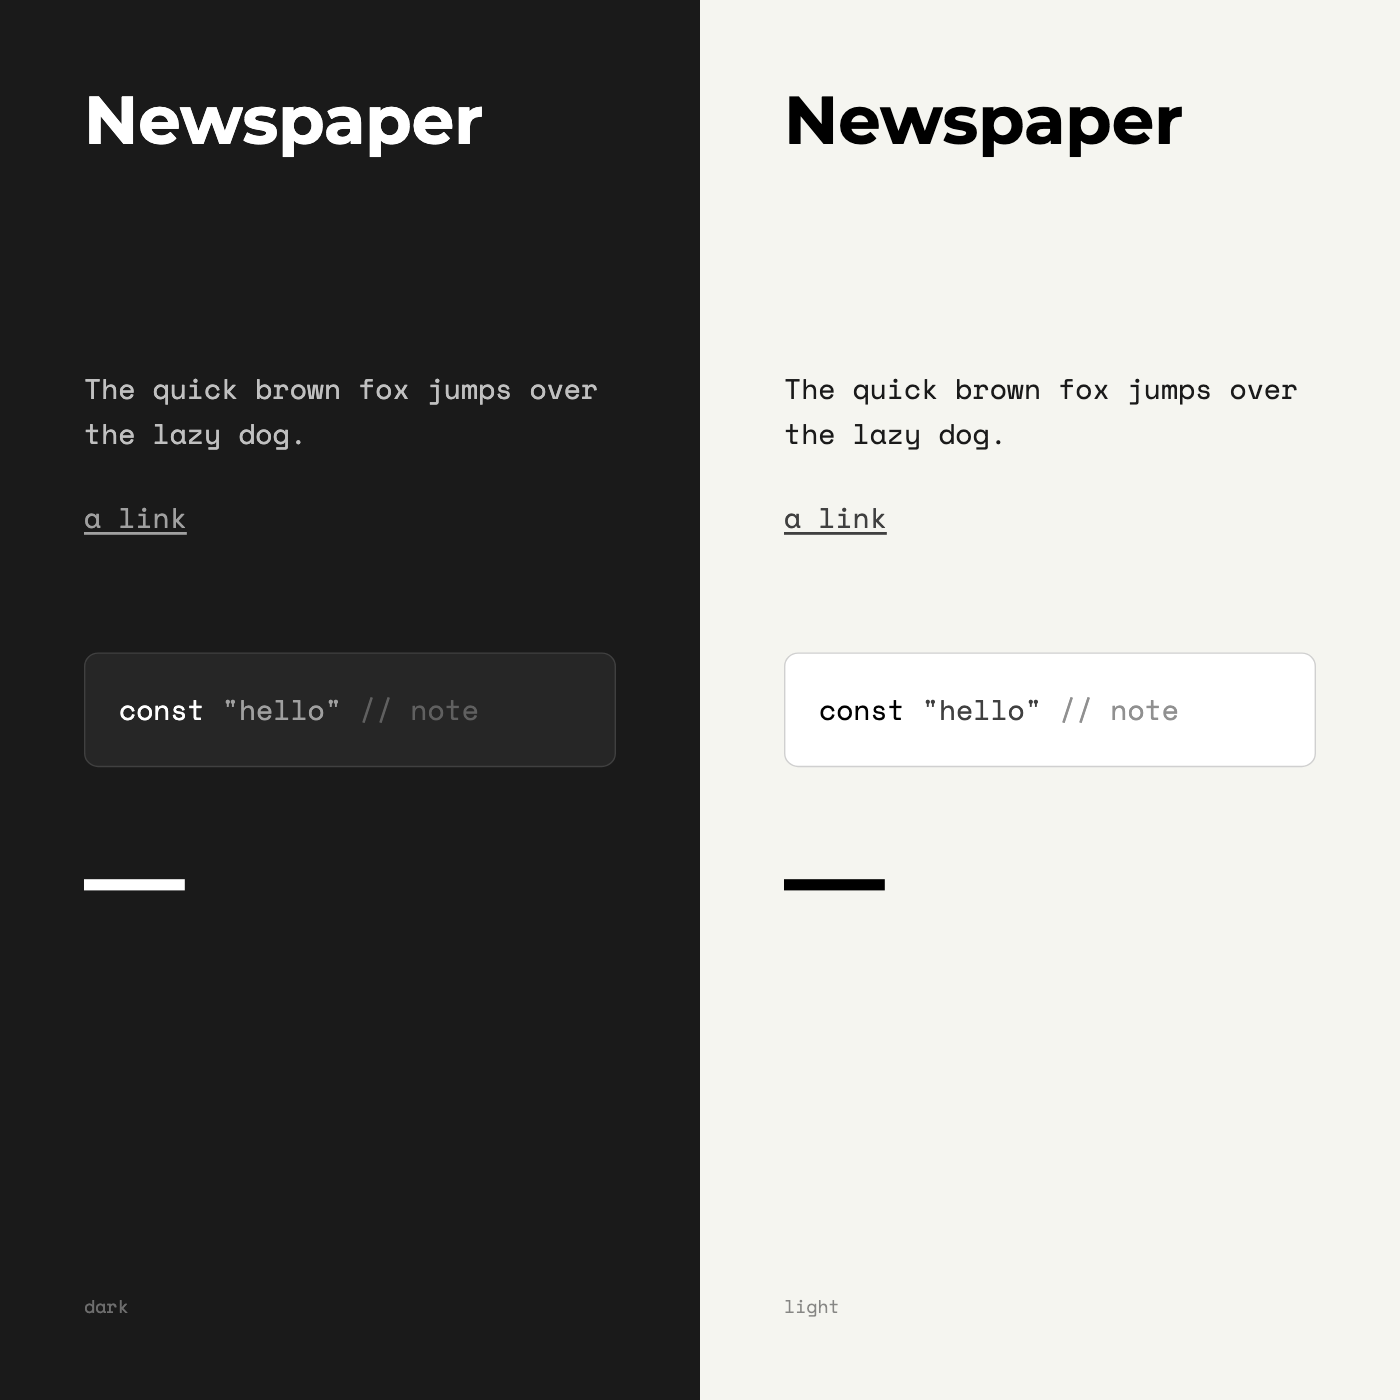 Newspaper
The quick brown fox jumps over
the lazy dog.
a link
const "hello" // note
dark
Newspaper
The quick brown fox jumps over
the lazy dog.
a link
const "hello" // note
light